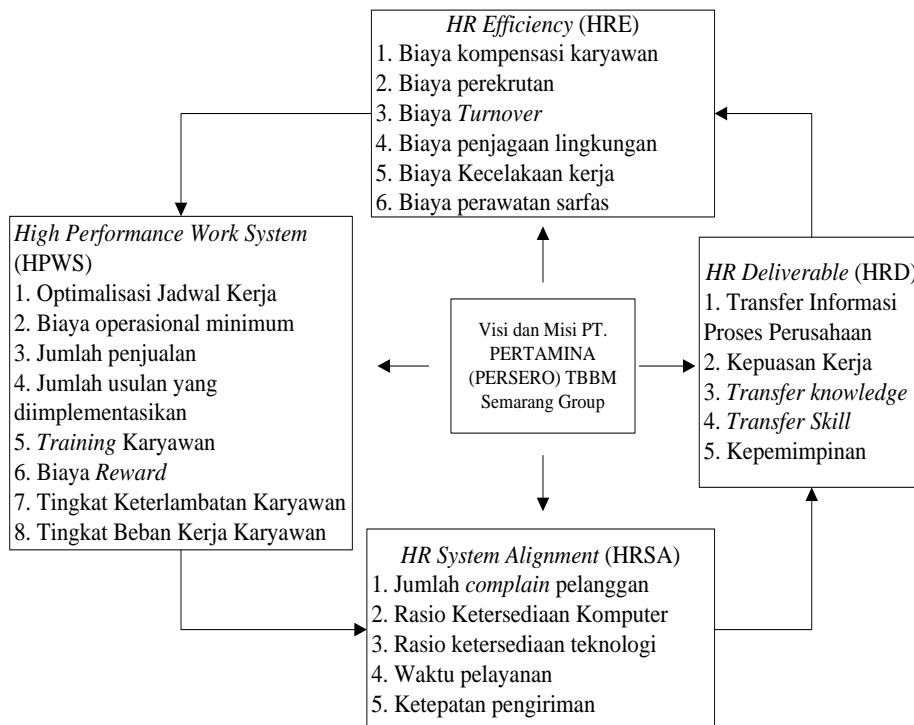 HR Efficiency (HRE)
1. Biaya kompensasi karyawan
2. Biaya perekrutan
3. Biaya Turnover
4. Biaya penjagaan lingkungan
5. Biaya Kecelakaan kerja
6. Biaya perawatan sarfas
High Performance Work System
(HPWS)
1. Optimalisasi Jadwal Kerja
2. Biaya operasional minimum
3. Jumlah penjualan
4. Jumlah usulan yang
diimplementasikan
5. Training Karyawan
6. Biaya Reward
7. Tingkat Keterlambatan Karyawan
8. Tingkat Beban Kerja Karyawan
Visi dan Misi PT.
PERTAMINA
(PERSERO) TBBM
Semarang Group
HR Deliverable (HRD)
1. Transfer Informasi
Proses Perusahaan
2. Kepuasan Kerja
3. Transfer knowledge
4. Transfer Skill
5. Kepemimpinan
HR System Alignment (HRSA)
1. Jumlah complain pelanggan
2. Rasio Ketersediaan Komputer
3. Rasio ketersediaan teknologi
4. Waktu pelayanan
5. Ketepatan pengiriman